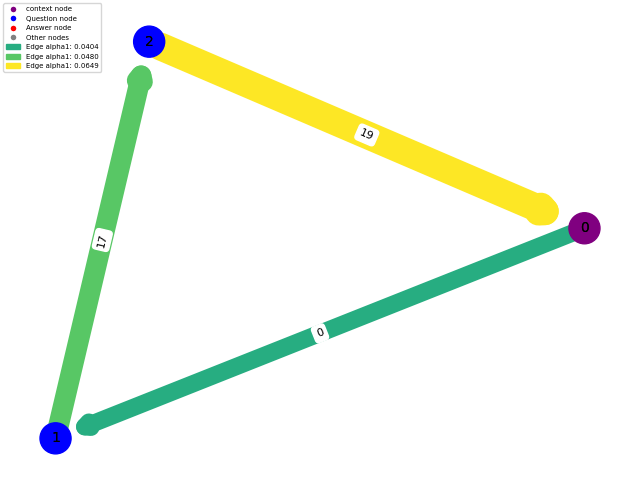 context node
Question node
Answer node
Other nodes
Edge alpha1: 0.0404
Edge alpha1: 0.0480
Edge alpha1: 0.0649
2
19
17
0
0
1